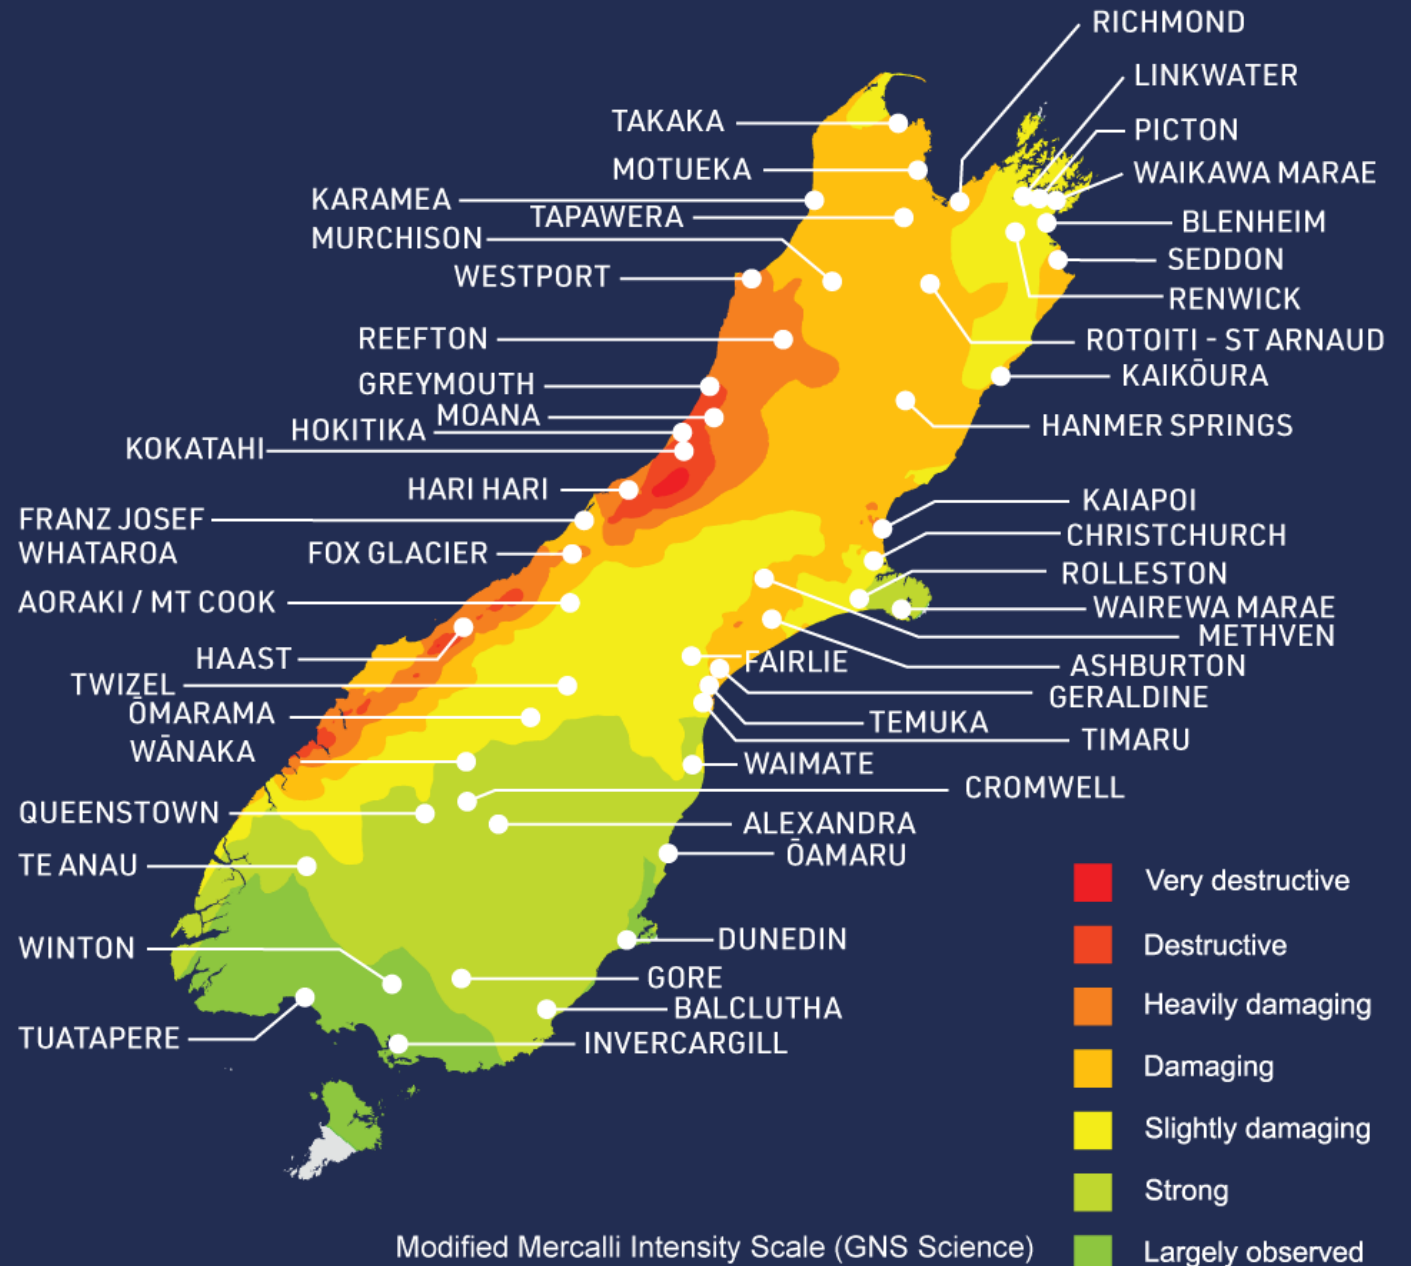 RICHMOND
LINKWATER
TAKAKA
PICTON
MOTUEKA
WAIKAWA MARAE
KARAMEA
TAPAWERA
BLENHEIM
MURCHISON
SEDDON
WESTPORT
RENWICK
REEFTON
ROTOITI - ST ARNAUD
GREYMOUTH
KAIKŌURA
MOANA
HOKITIKA
HANMER SPRINGS
KOKATAHI
HARI HARI
KAIAPOI
FRANZ JOSEF
CHRISTCHURCH
WHATAROA
FOX GLACIER
ROLLESTON
AORAKI / MT COOK
WAIREWA MARAE
METHVEN
HAAST
FAIRLIE
ASHBURTON
TWIZEL
GERALDINE
ŌMARAMA
TEMUKA
WĀNAKA
TIMARU
WAIMATE
CROMWELL
QUEENSTOWN
ALEXANDRA
ŌAMARU
TE ANAU
Very destructive
WINTON
DUNEDIN
Destructive
GORE
BALCLUTHA
Heavily damaging
TUATAPERE
INVERCARGILL
Damaging
Slightly damaging
Strong
Modified Mercalli Intensity Scale (GNS Science)
Largely observed